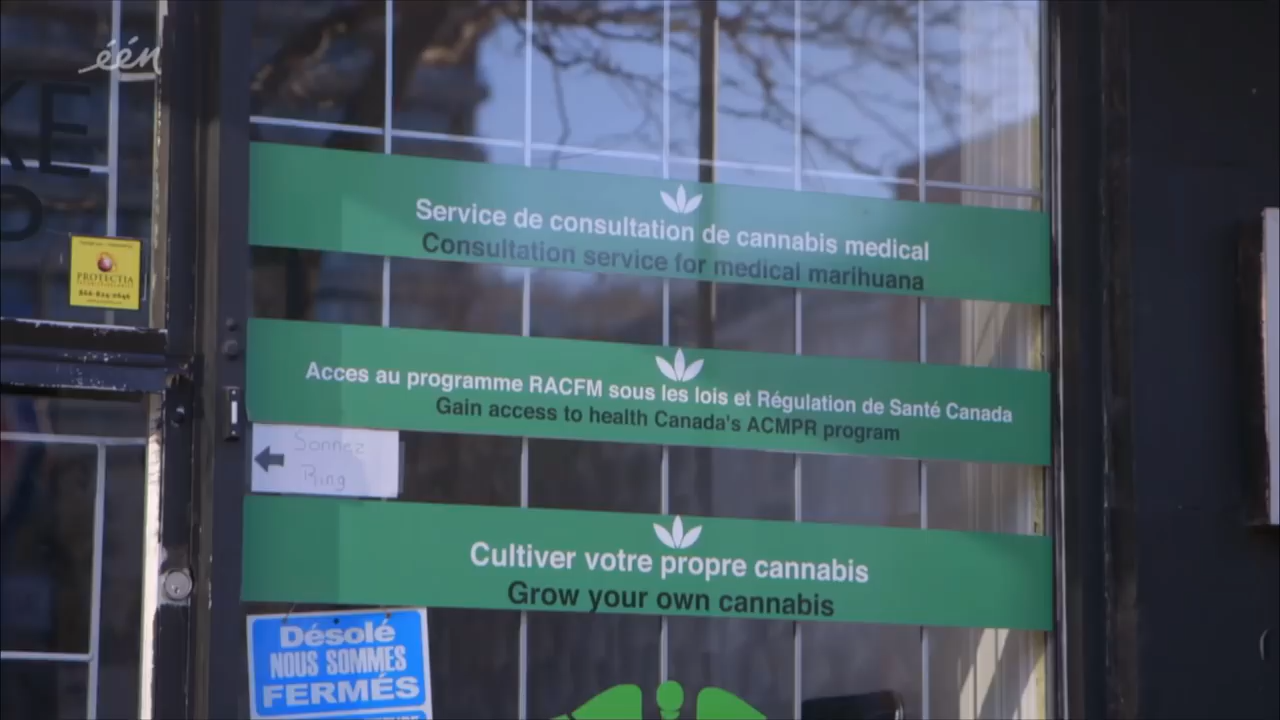 één
KE
P
PROTECTIA
Service de consultation de cannabis medical
Consultation service for medical marihuana
Acces au programme RACFM sous les lois et Régulation de Santé Canada
Gain access to health Canada's ACMPR program
Sonnez
Ring
Cultiver votre propre cannabis
Grow your own cannabis
Désolé
NOUS SOMMES
FERMÉS